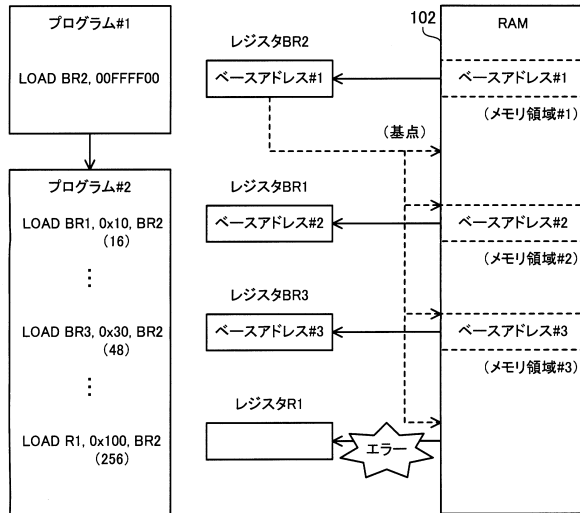 プログラム#1
LOAD BR2, 00FFFF00
プログラム#2
LOAD BR1, 0x10, BR2
(16)
LOAD BR3, 0x30, BR2
(48)
LOAD R1, 0x100, BR2
(256)
レジスタBR2
ベースアドレス#1
(基点)
レジスタBR1
ベースアドレス#2
レジスタBR3
ベースアドレス#3
レジスタR1
エラー
102
RAM
ベースアドレス#1
(メモリ領域#1)
ベースアドレス#2
(メモリ領域#2)
ベースアドレス#3
(メモリ領域#3)